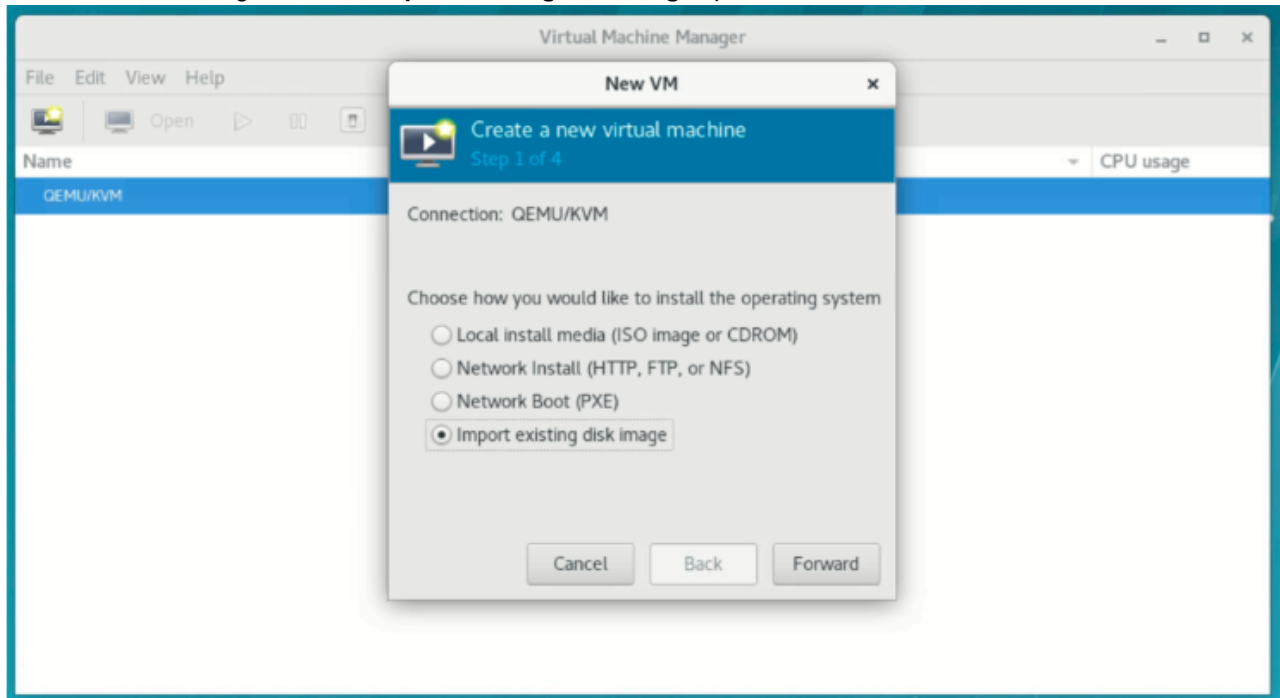 Virtual Machine Manager
File Edit View Help
New VM
Open
Create a new virtual machine
Step 1 of 4
Name
CPU usage
QEMU/KVM
Connection: QEMU/KVM
Choose how you would like to install the operating system
Local install media (ISO image or CDROM)
Network Install (HTTP, FTP, or NFS)
Network Boot (PXE)
Import existing disk image
Cancel
Back
Forward